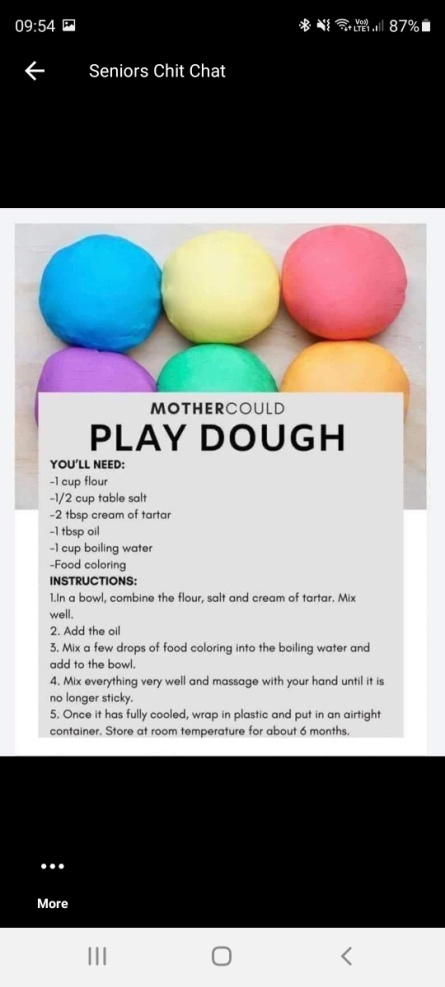 09:54 87%
Seniors Chit Chat
MOTHERCOULD
PLAY DOUGH
YOU'LL NEED:
-1 cup flour
-1/2 cup table salt
-2 tbsp cream of tartar
-1 tbsp oil
-1 cup boiling water
-Food coloring
INSTRUCTIONS:
1.In a bowl, combine the flour, salt and cream of tartar. Mix
well.
2. Add the oil
3. Mix a few drops of food coloring into the boiling water and
add to the bowl.
4. Mix everything very well and massage with your hand until it is
no longer sticky.
5. Once it has fully cooled, wrap in plastic and put in an airtight
container. Store at room temperature for about 6 months.
More